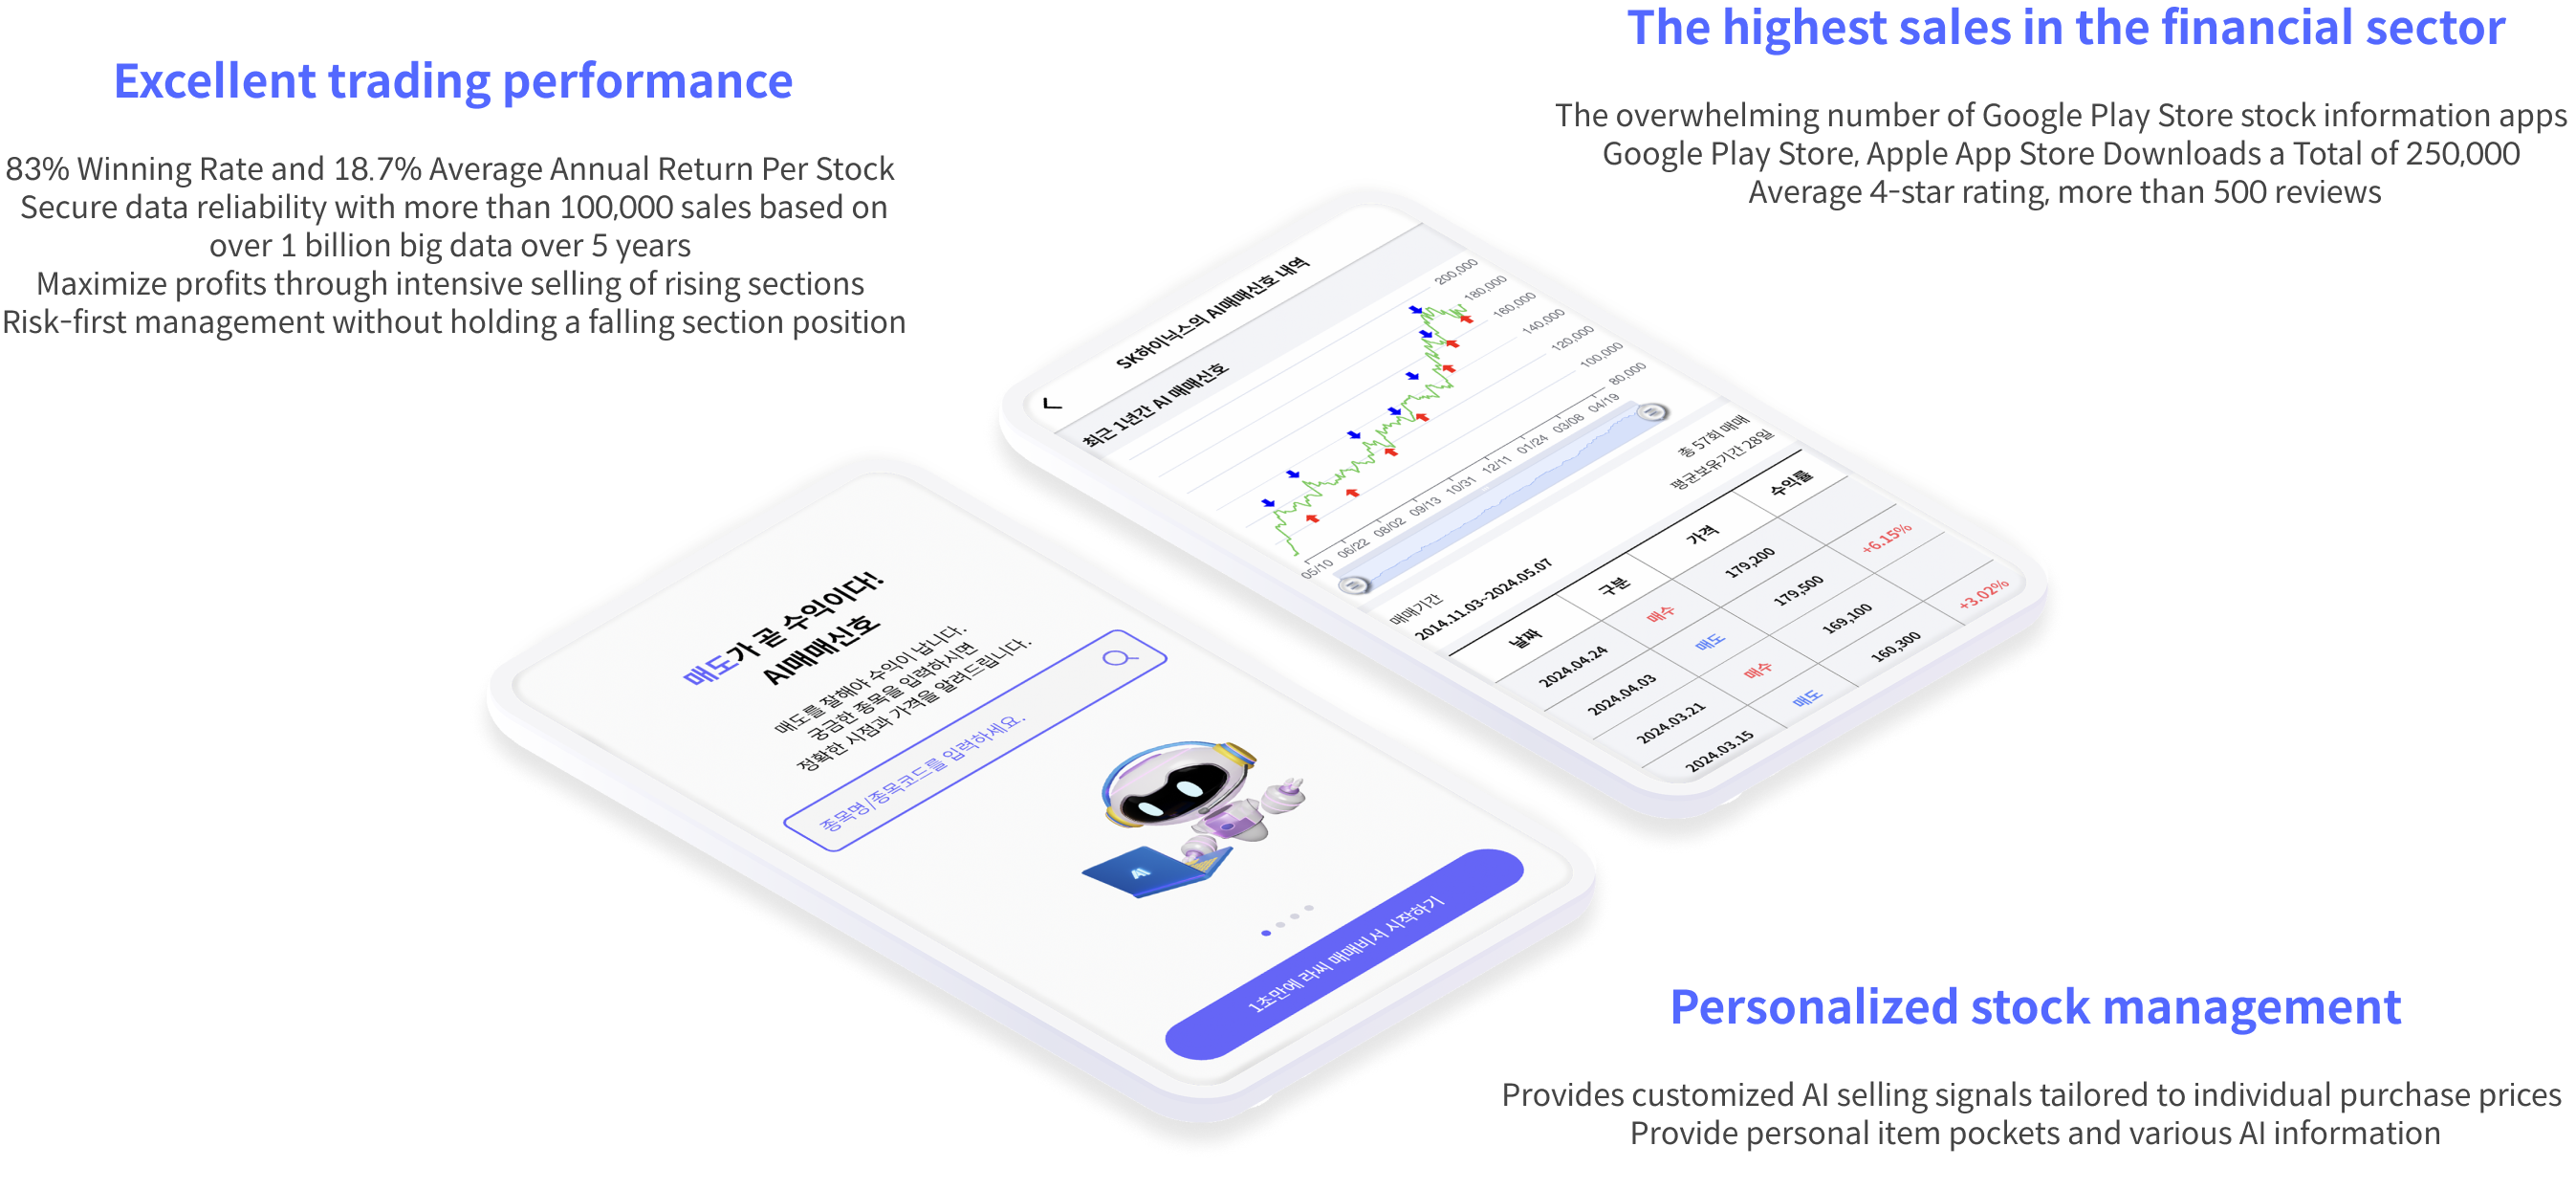 Excellent trading performance
83% Winning Rate and 18.7% Average Annual Return Per Stock
Secure data reliability with more than 100,000 sales based on
over 1 billion big data over 5 years
Maximize profits through intensive selling of rising sections
Risk-first management without holding a falling section position
The highest sales in the financial sector
The overwhelming number of Google Play Store stock information apps
Google Play Store, Apple App Store Downloads a Total of 250,000
Average 4-star rating, more than 500 reviews
SK하이닉스의 AI매매신호 내역
최근 1년간 AI 매매신호
200,000
180,000
160,000
140,000
120,000
100,000
80,000
05/10 06/22 08/02 09/13 10/31 12/11 01/24 03/08 04/19
총 57회 매매
평균보유기간 28일
매매기간
2014.11.03~2024.05.07
날짜 구분 가격 수익률
2024.04.24 매수 179,200
2024.04.03 매도 179,500 +6.15%
2024.03.21 매수 169,100
2024.03.15 매도 160,300 +3.02%
매도가 곧 수익이다!
AI매매신호
매도를 잘해야 수익이 납니다.
궁금한 종목을 입력하시면
정확한 시점과 가격을 알려드립니다.
종목명/종목코드를 입력하세요.
AI
1초만에 라씨 매매비서 시작하기
Personalized stock management
Provides customized AI selling signals tailored to individual purchase prices
Provide personal item pockets and various AI information